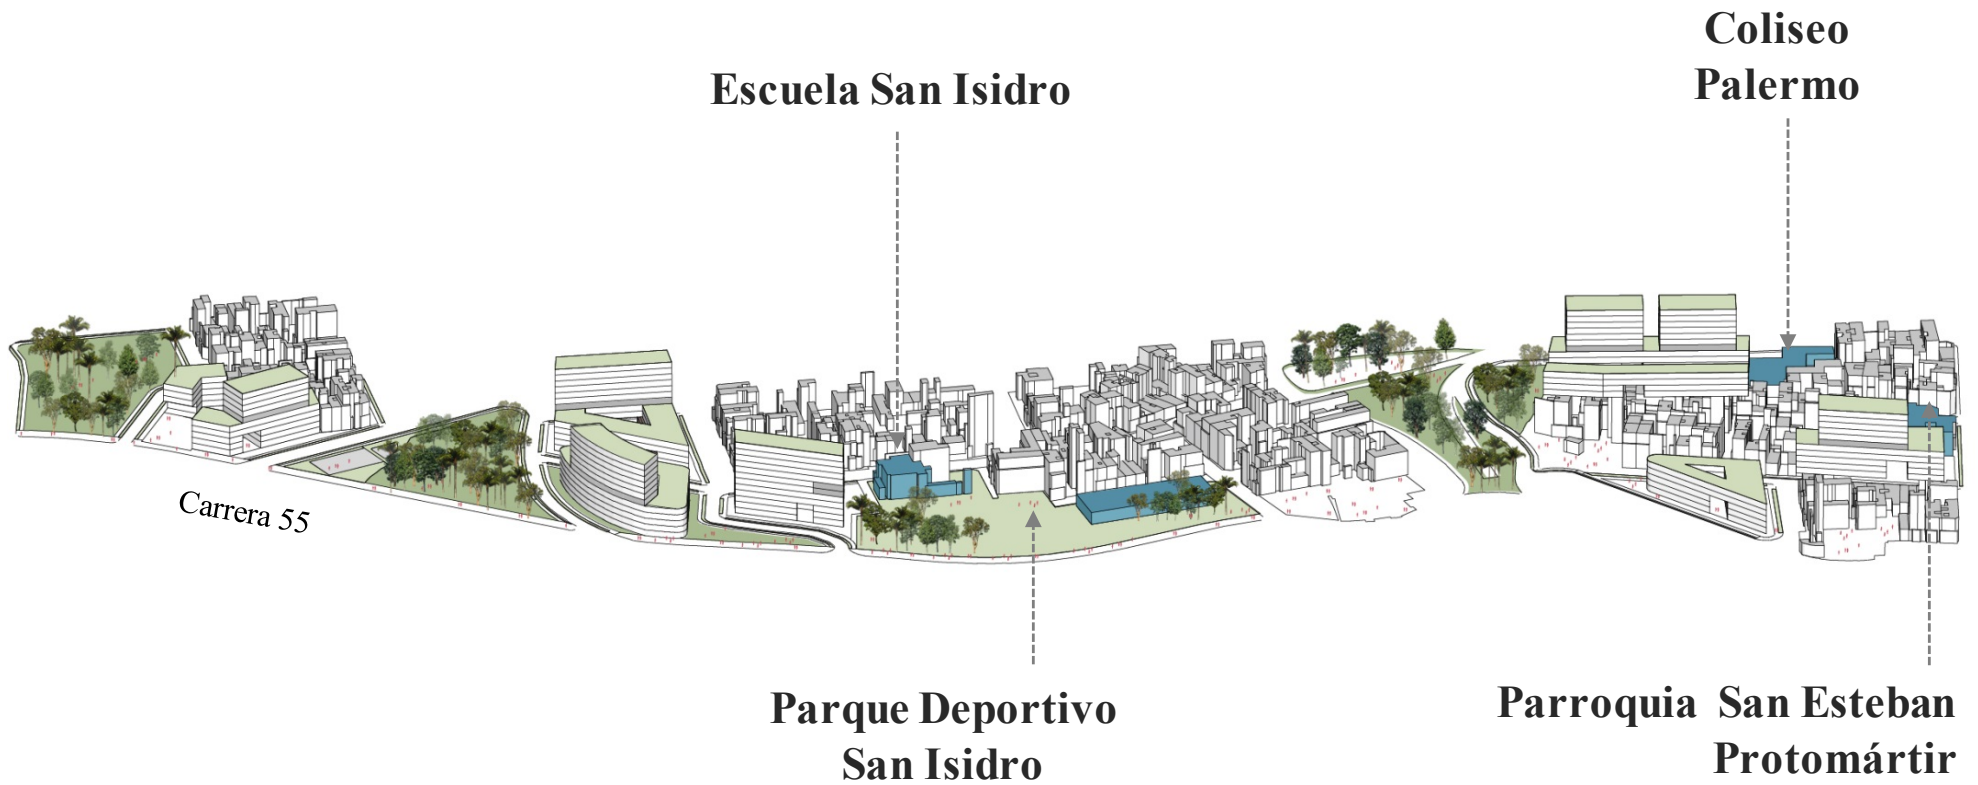 Coliseo
Palermo
Escuela San Isidro
Carrera 55
Parque Deportivo
San Isidro
Parroquia San Esteban
Protomártir